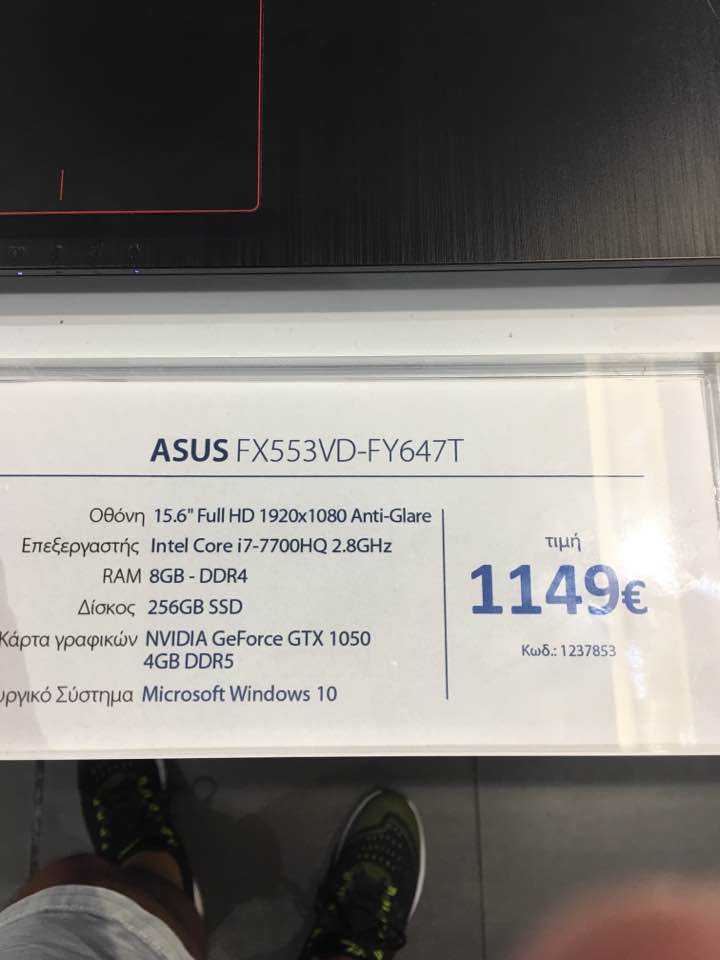 ASUS FX553VD-FY647T
Οθόνη 15.6" Full HD 1920x1080 Anti-Glare
Επεξεργαστής Intel Core i7-7700HQ 2.8GHz
RAM 8GB - DDR4
Δίσκος 256GB SSD
Κάρτα γραφικών NVIDIA GeForce GTX 1050
4GB DDR5
Σύστημα Microsoft Windows 10
τιμή
1149€
Κωδ.: 1237853